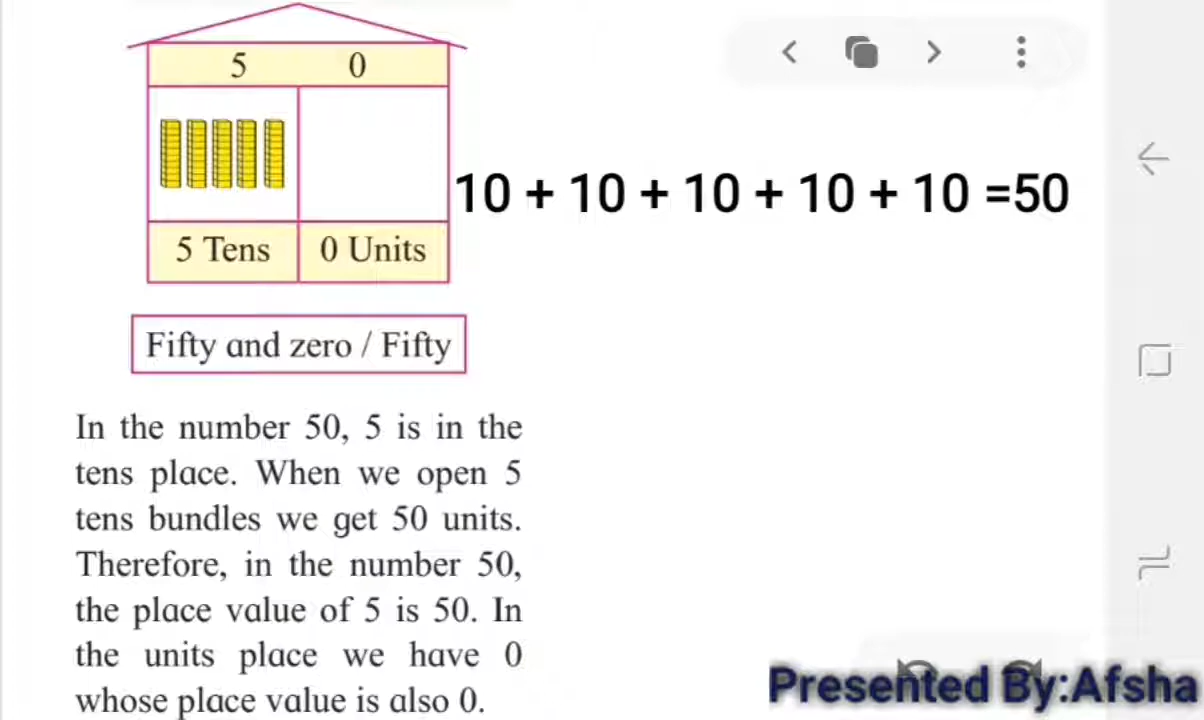 5 0
10 + 10 + 10 + 10 + 10 =50
5 Tens 0 Units
Fifty and zero / Fifty
In the number 50, 5 is in the
tens place. When we open 5
tens bundles we get 50 units.
Therefore, in the number 50,
the place value of 5 is 50. In
the units place we have 0
whose place value is also 0.
Presented By:Afsha